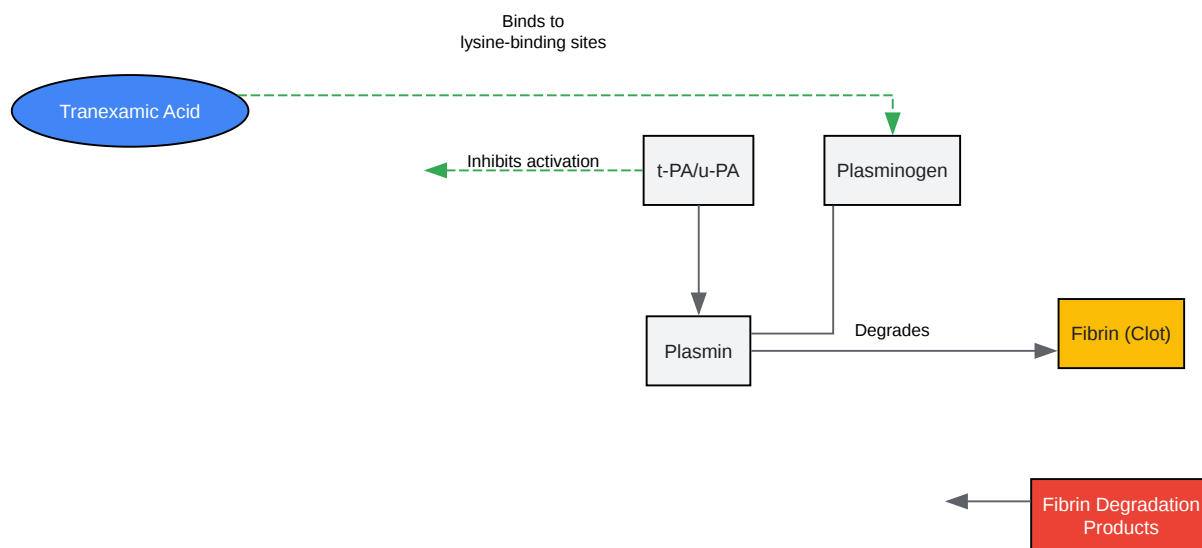 Binds to
lysine-binding sites
Tranexamic Acid
Inhibits activation
t-PA/u-PA
Plasminogen
Plasmin
Degrades
Fibrin (Clot)
Fibrin Degradation
Products